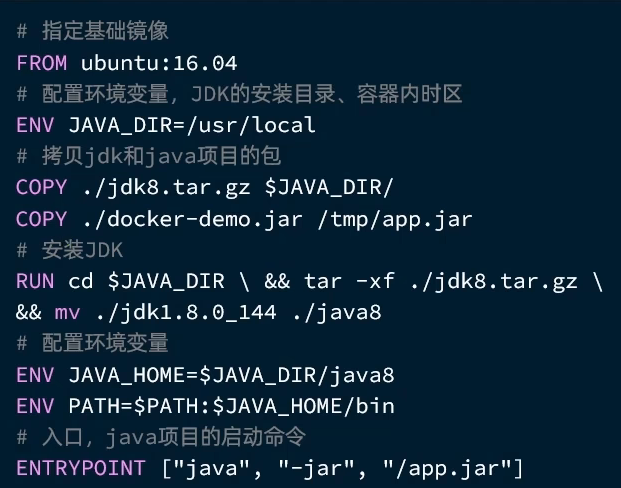 # 指定基础镜像
FROM ubuntu:16.04
# 配置环境变量，JDK的安装目录、容器内时区
ENV JAVA_DIR=/usr/local
# 拷贝jdk和java项目的包
COPY ./jdk8.tar.gz $JAVA_DIR/
COPY ./docker-demo.jar /tmp/app.jar
# 安装JDK
RUN cd $JAVA_DIR \ && tar -xf ./jdk8.tar.gz \
&& mv ./jdk1.8.0_144 ./java8
# 配置环境变量
ENV JAVA_HOME=$JAVA_DIR/java8
ENV PATH=$PATH:$JAVA_HOME/bin
# 入口，java项目的启动命令
ENTRYPOINT ["java", "-jar", "/app.jar"]